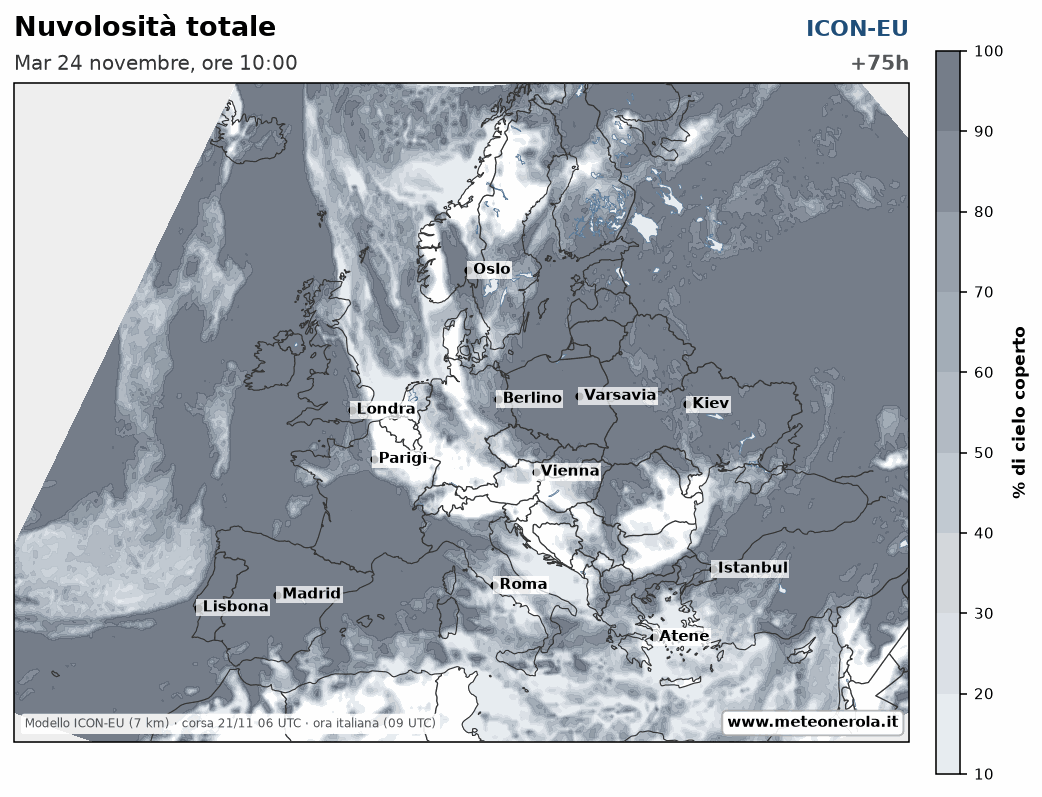 Nuvolosità totale
ICON-EU
Mar 24 novembre, ore 10:00
+75h
100
90
80
70
60
50
40
30
20
10
% di cielo coperto
Oslo
Berlino
Varsavia
Kiev
Londra
Parigi
Vienna
Istanbul
Roma
Madrid
Lisbona
Atene
Modello ICON-EU (7 km) · corsa 21/11 06 UTC · ora italiana (09 UTC)
www.meteonerola.it